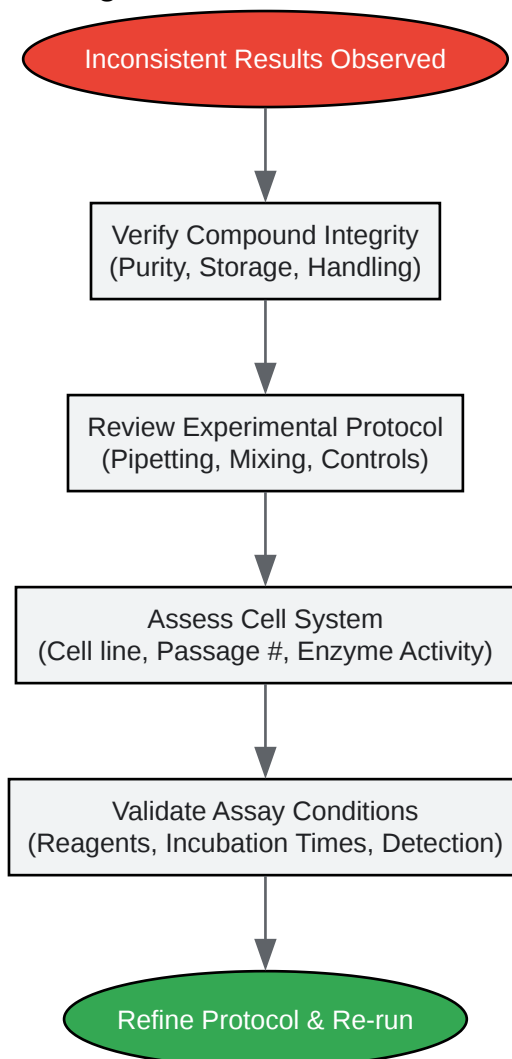 Inconsistent Results Observed
Verify Compound Integrity
(Purity, Storage, Handling)
Review Experimental Protocol
(Pipetting, Mixing, Controls)
Assess Cell System
(Cell line, Passage #, Enzyme Activity)
Validate Assay Conditions
(Reagents, Incubation Times, Detection)
Refine Protocol & Re-run